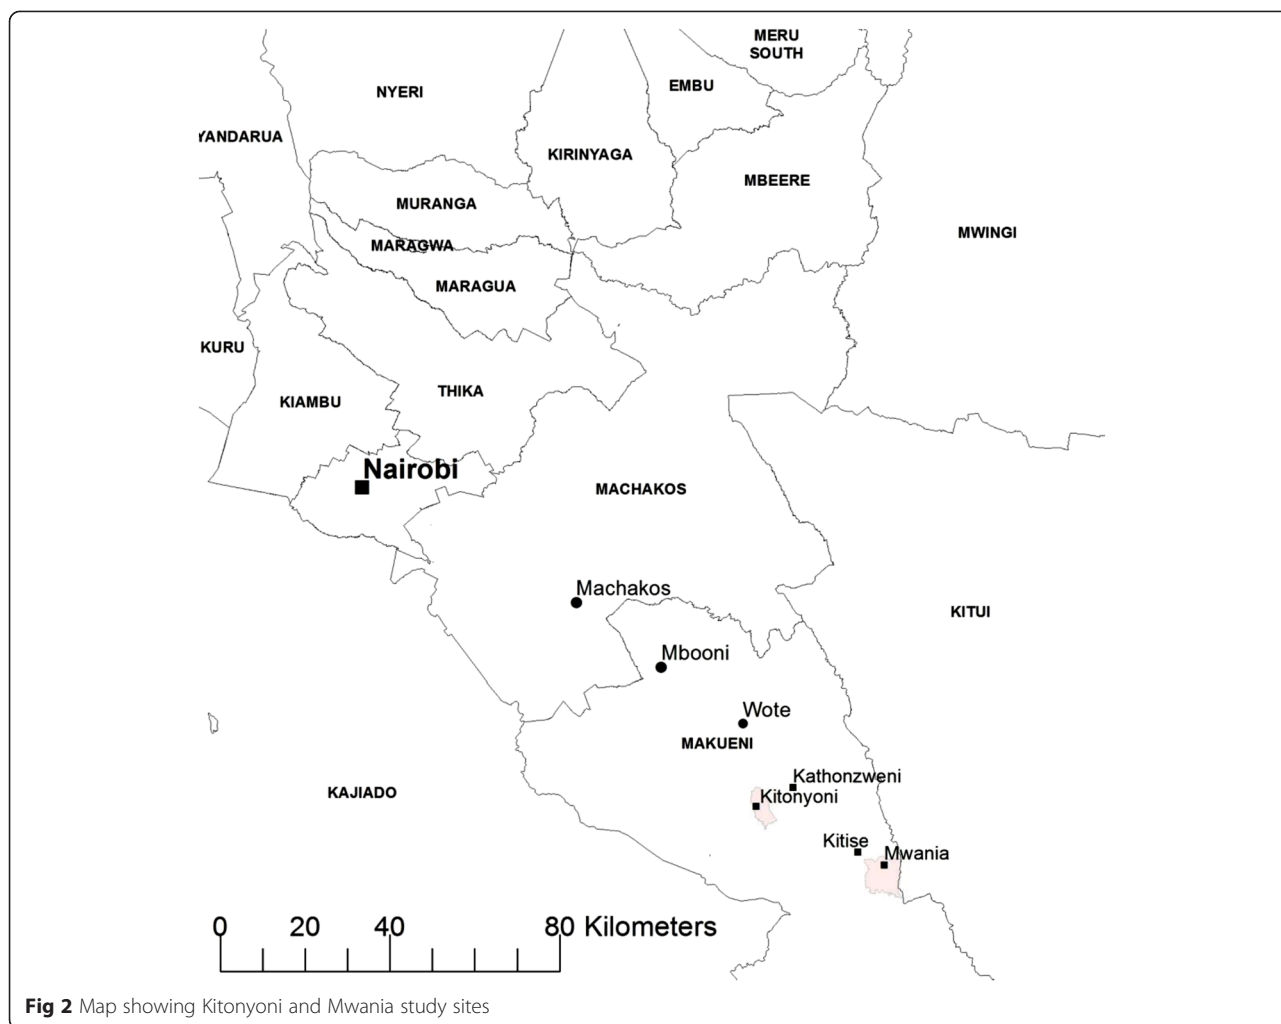 MERU
SOUTH
EMBU
NYERI
YANDARUA
KIRINYAGA
MBEERE
MURANGA
MWINGI
MARAGWA
MARAGUA
KURU
THIKA
KIAMBU
Nairobi
MACHAKOS
Machakos
KITUI
Mbooni
Wote
MAKUENI
Kathonzweni
KAJIADO
Kitonyoni
Kitise
Mwania
0 20 40 80 Kilometers
Fig 2 Map showing Kitonyoni and Mwania study sites